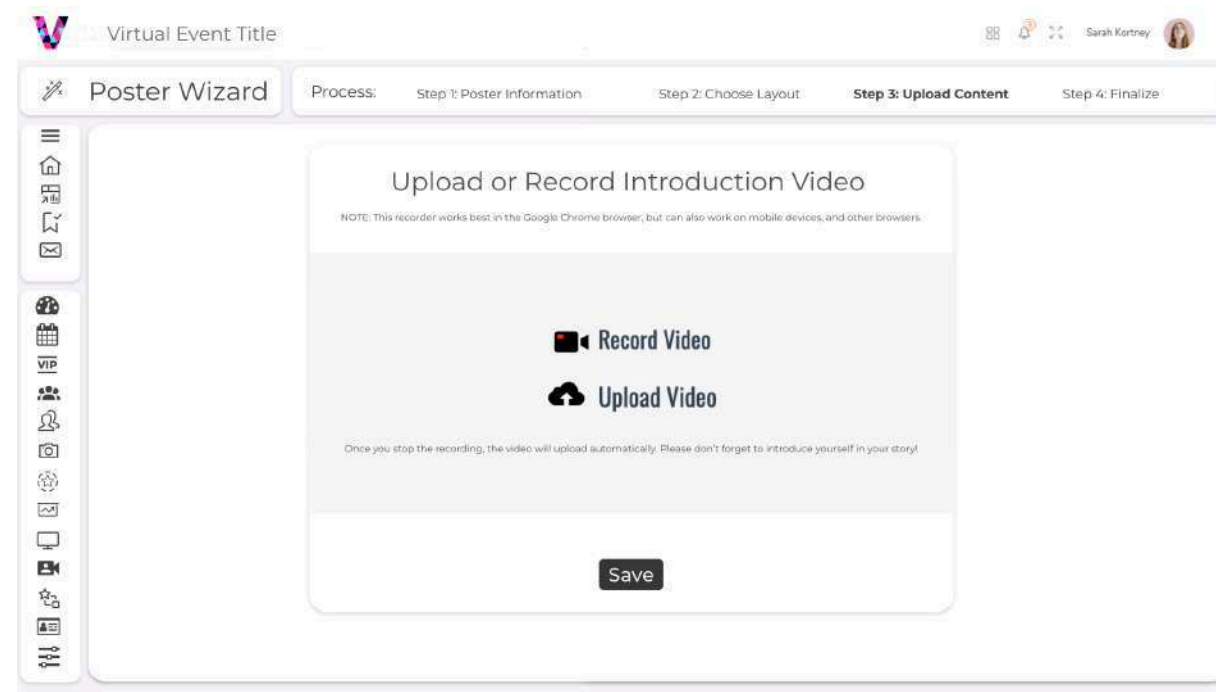 Virtual Event Title
3
Sarah Kortney
Poster Wizard
Process:
Step 1: Poster Information
Step 2: Choose Layout
Step 3: Upload Content
Step 4: Finalize
Upload or Record Introduction Video
NOTE: This recorder works best in the Google Chrome browser, but can also work on mobile devices, and other browsers.
VIP
Record Video
Upload Video
Once you stop the recording, the video will upload automatically. Please don't forget to introduce yourself in your story!
Save